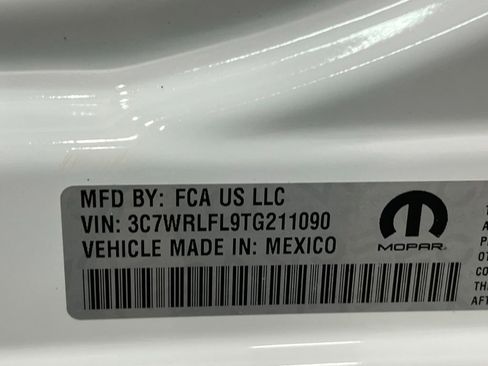 MFD BY: FCA US LLC
VIN: 3C7WRLFL9TG211090
VEHICLE MADE IN: MEXICO
MOPAR